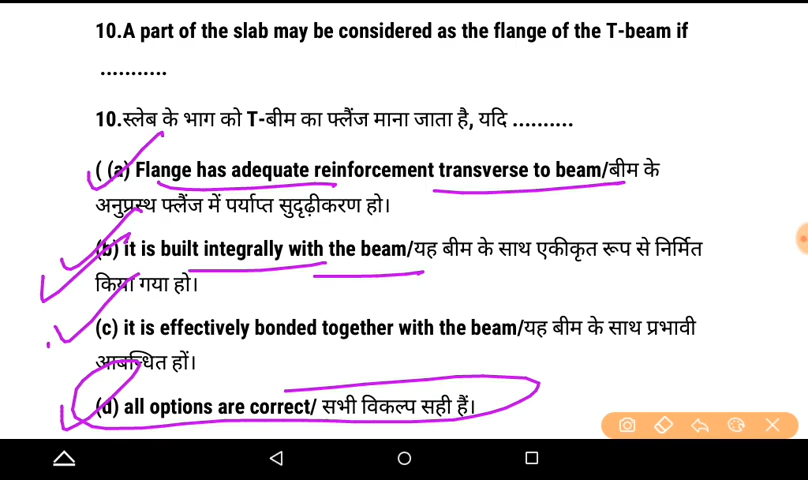 10.A part of the slab may be considered as the flange of the T-beam if
...........
10.स्लेब के भाग को T-बीम का फ्लैंज माना जाता है, यदि ..........
( (a) Flange has adequate reinforcement transverse to beam/बीम के
अनुप्रस्थ फ्लैंज में पर्याप्त सुदृढ़ीकरण हो।
(b) it is built integrally with the beam/यह बीम के साथ एकीकृत रूप से निर्मित
किया गया हो।
(c) it is effectively bonded together with the beam/यह बीम के साथ प्रभावी
आबन्धित हों।
(d) all options are correct/ सभी विकल्प सही हैं।